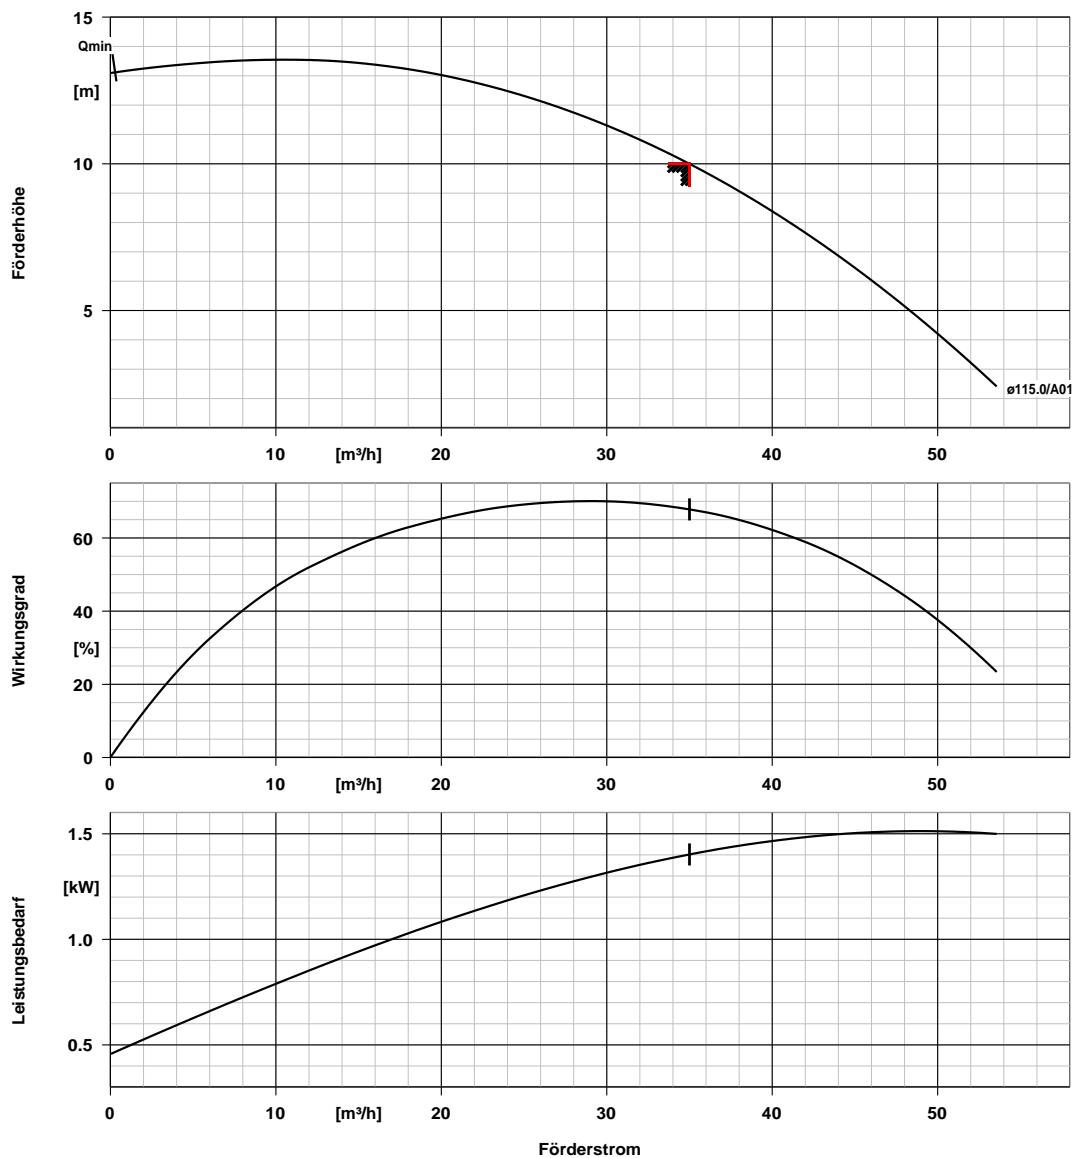 15
Qmin
[m]
10
Förderhöhe
5
ø115.0/A01
0 10 [m³/h] 20 30 40 50
60
Wirkungsgrad
40
[%]
20
0
0 10 [m³/h] 20 30 40 50
1.5
[kW]
Leistungsbedarf
1.0
0.5
0 10 [m³/h] 20 30 40 50
Förderstrom